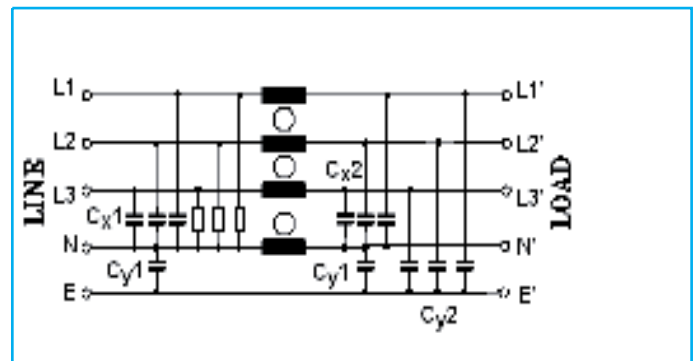 L1 L1'
L2 L2'
LINE L3 Cx1 Cx2 L3' LOAD
N N'
Cy1 Cy1
E E'
Cy2